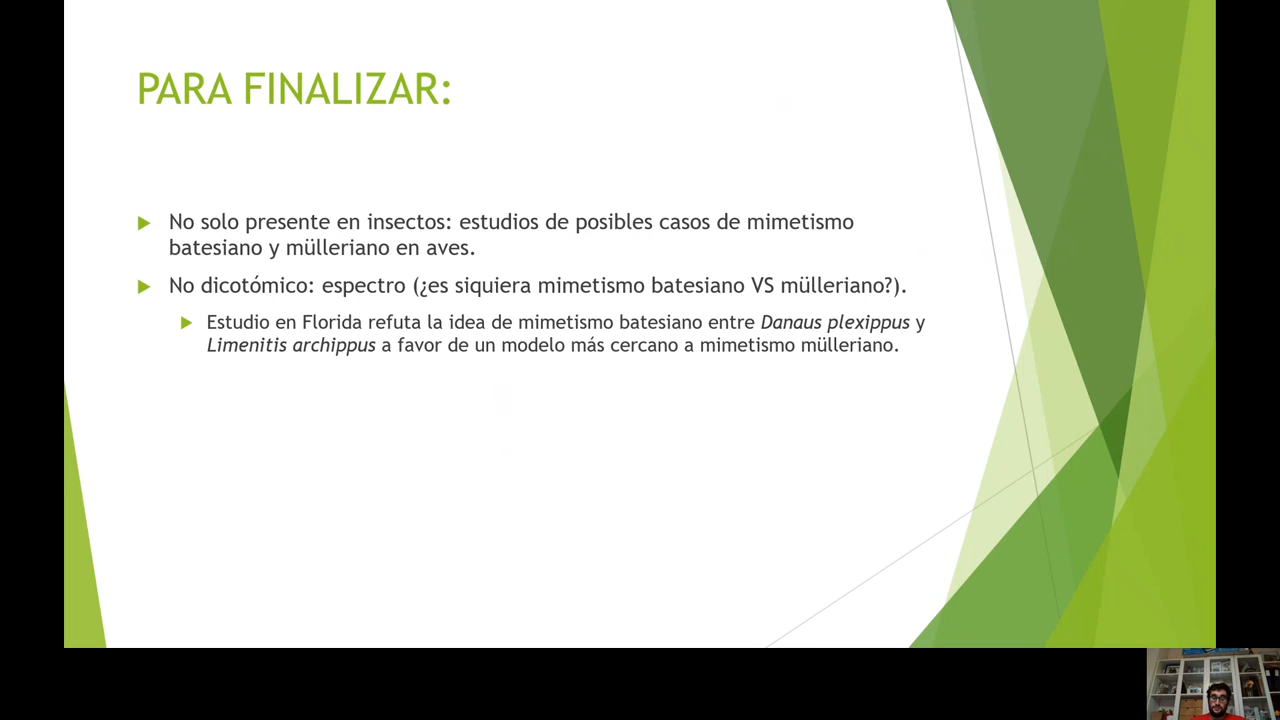 PARA FINALIZAR:
No solo presente en insectos: estudios de posibles casos de mimetismo
batesiano y mülleriano en aves.
No dicotómico: espectro (¿es siquiera mimetismo batesiano VS mülleriano?).
Estudio en Florida refuta la idea de mimetismo batesiano entre Danaus plexippus y
Limenitis archippus a favor de un modelo más cercano a mimetismo mülleriano.